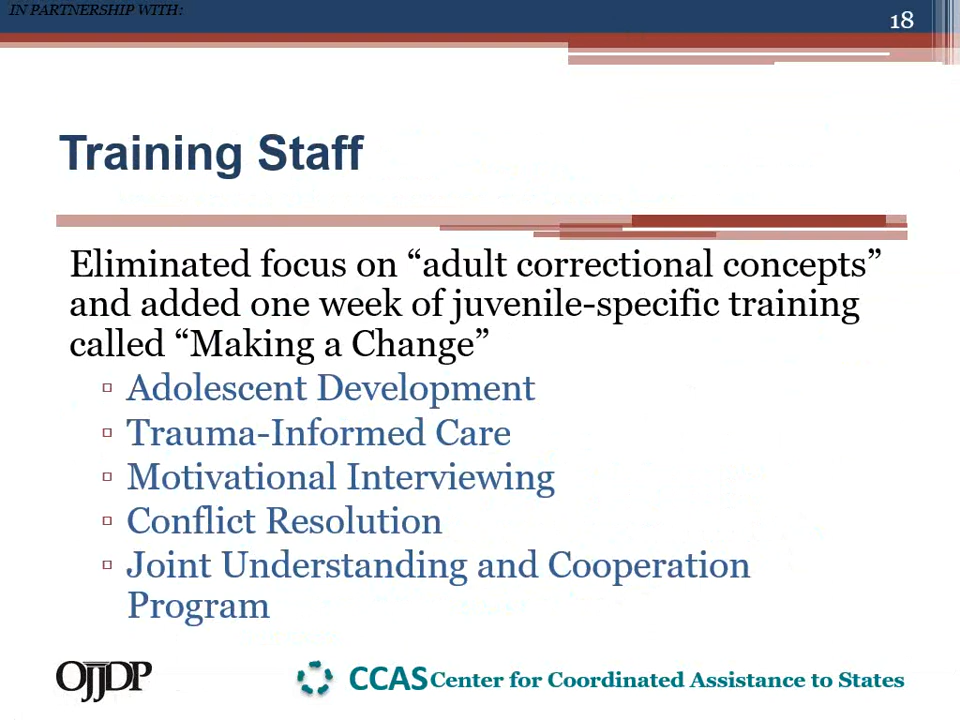 IN PARTNERSHIP WITH:
18
Training Staff
Eliminated focus on “adult correctional concepts”
and added one week of juvenile-specific training
called “Making a Change”
▫ Adolescent Development
▫ Trauma-Informed Care
▫ Motivational Interviewing
▫ Conflict Resolution
▫ Joint Understanding and Cooperation
Program
OJJDP
CCAS Center for Coordinated Assistance to States